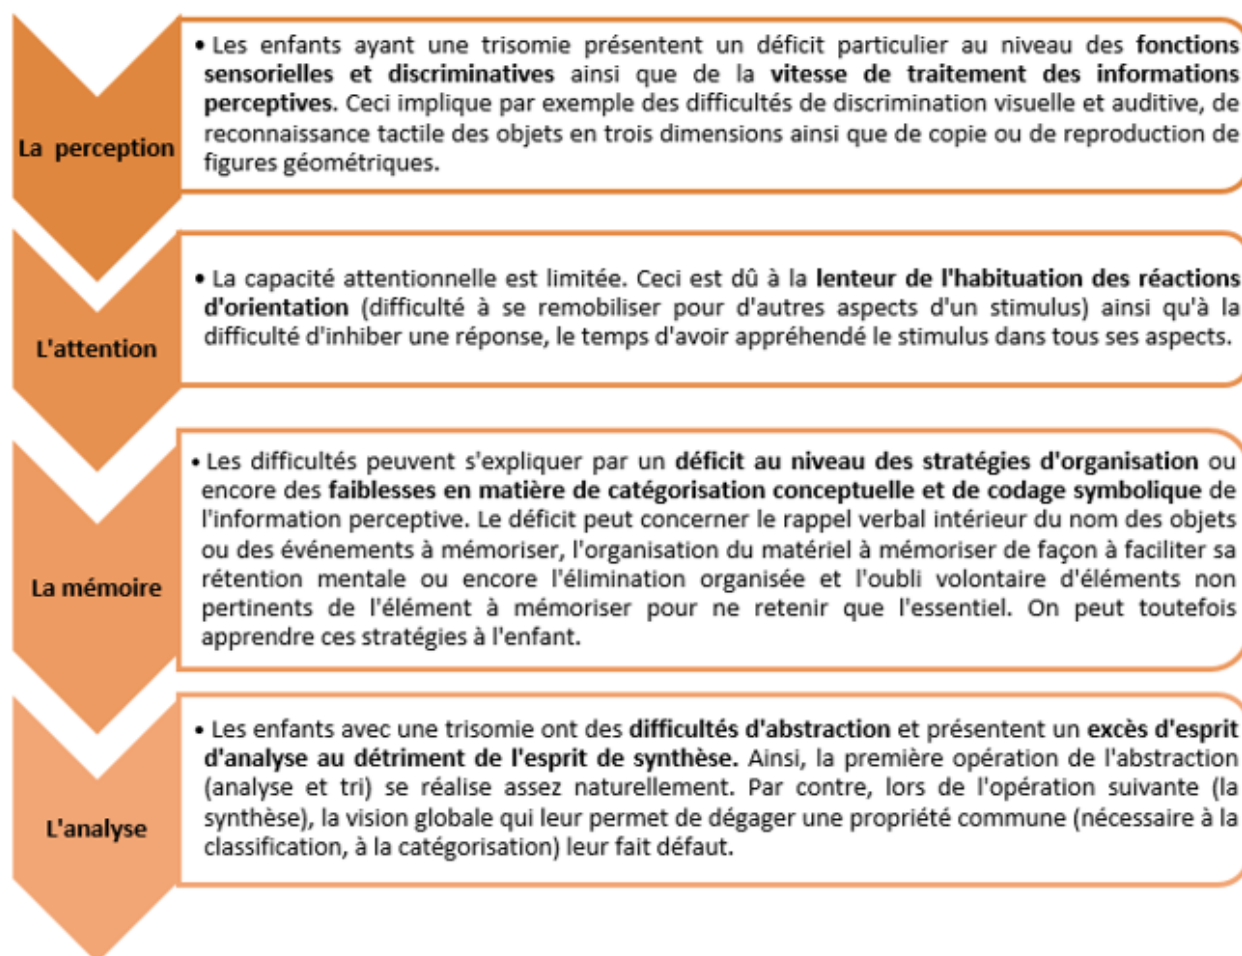 La perception
• Les enfants ayant une trisomie présentent un déficit particulier au niveau des fonctions
sensorielles et discriminatives ainsi que de la vitesse de traitement des informations
perceptives. Ceci implique par exemple des difficultés de discrimination visuelle et auditive, de
reconnaissance tactile des objets en trois dimensions ainsi que de copie ou de reproduction de
figures géométriques.
L'attention
• La capacité attentionnelle est limitée. Ceci est dû à la lenteur de l'habituation des réactions
d'orientation (difficulté à se remobiliser pour d'autres aspects d'un stimulus) ainsi qu'à la
difficulté d'inhiber une réponse, le temps d'avoir appréhendé le stimulus dans tous ses aspects.
La mémoire
• Les difficultés peuvent s'expliquer par un déficit au niveau des stratégies d'organisation ou
encore des faiblesses en matière de catégorisation conceptuelle et de codage symbolique de
l'information perceptive. Le déficit peut concerner le rappel verbal intérieur du nom des objets
ou des événements à mémoriser, l'organisation du matériel à mémoriser de façon à faciliter sa
rétention mentale ou encore l'élimination organisée et l'oubli volontaire d'éléments non
pertinents de l'élément à mémoriser pour ne retenir que l'essentiel. On peut toutefois
apprendre ces stratégies à l'enfant.
L'analyse
• Les enfants avec une trisomie ont des difficultés d'abstraction et présentent un excès d'esprit
d'analyse au détriment de l'esprit de synthèse. Ainsi, la première opération de l'abstraction
(analyse et tri) se réalise assez naturellement. Par contre, lors de l'opération suivante (la
synthèse), la vision globale qui leur permet de dégager une propriété commune (nécessaire à la
classification, à la catégorisation) leur fait défaut.